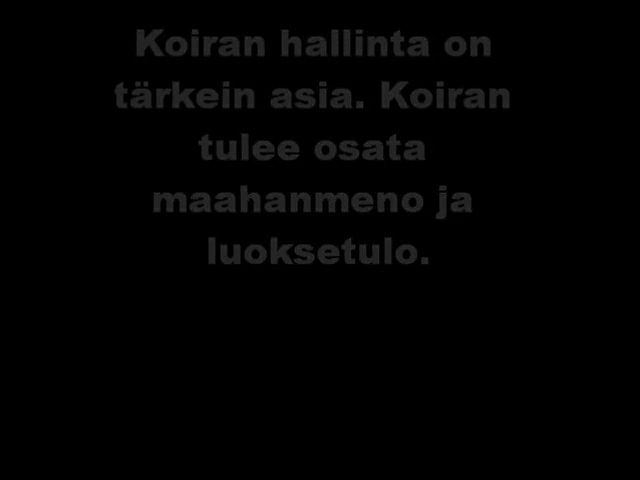 Koiran hallinta on
tärkein asia. Koiran
tulee osata
maahanmeno ja
luoksetulo.